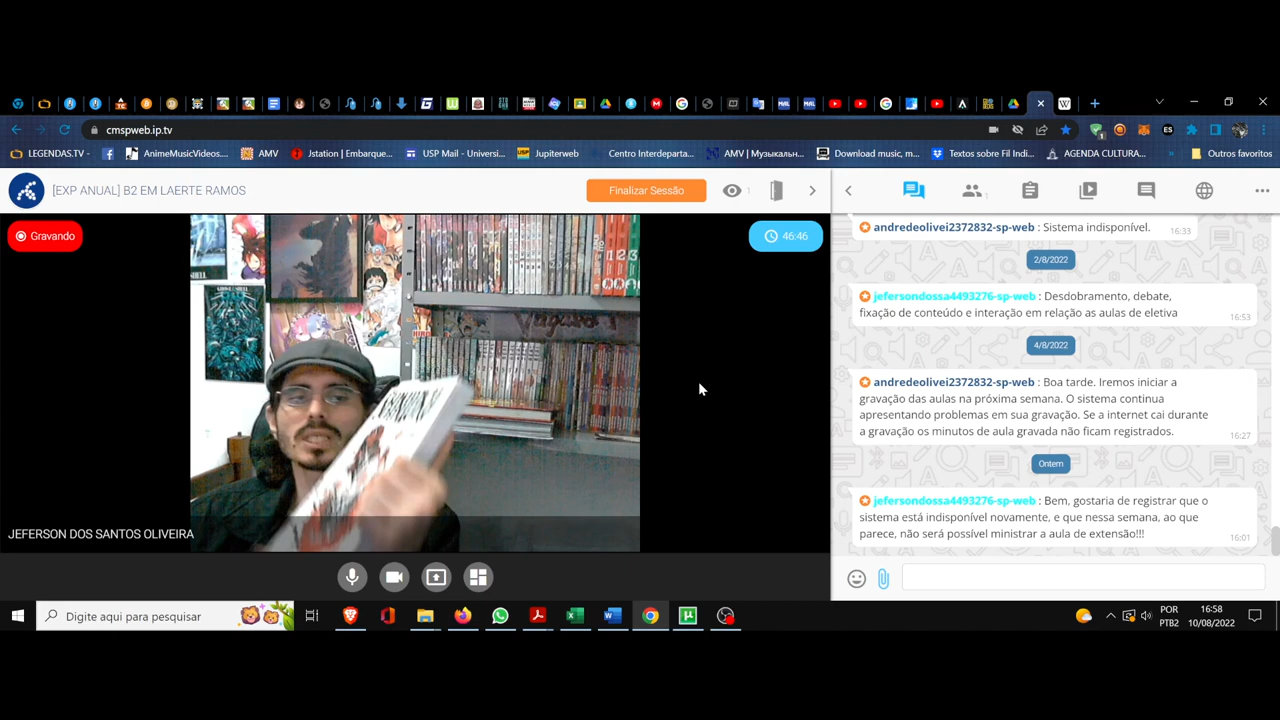 cmspweb.ip.tv
LEGENDAS.TV -
AnimeMusicVideos....
AMV
Jstation | Embarque...
USP Mail - Universi...
Jupiterweb
Centro Interdeparta...
AMV | Музыкальн...
Download music, m...
Textos sobre Fil Indi...
AGENDA CULTURA...
»
Outros favoritos
[EXP ANUAL] B2 EM LAERTE RAMOS
Finalizar Sessão
1
1
Gravando
46:46
JEFERSON DOS SANTOS OLIVEIRA
andredeolivei2372832-sp-web : Sistema indisponível.
16:33
2/8/2022
jefersondossa4493276-sp-web : Desdobramento, debate,
fixação de conteúdo e interação em relação as aulas de eletiva
16:53
4/8/2022
andredeolivei2372832-sp-web : Boa tarde. Iremos iniciar a
gravação das aulas na próxima semana. O sistema continua
apresentando problemas em sua gravação. Se a internet cai durante
a gravação os minutos de aula gravada não ficam registrados.
16:27
Ontem
jefersondossa4493276-sp-web : Bem, gostaria de registrar que o
sistema está indisponível novamente, e que nessa semana, ao que
parece, não será possível ministrar a aula de extensão!!!
16:01
Digite aqui para pesquisar
POR
PTB2
16:58
10/08/2022